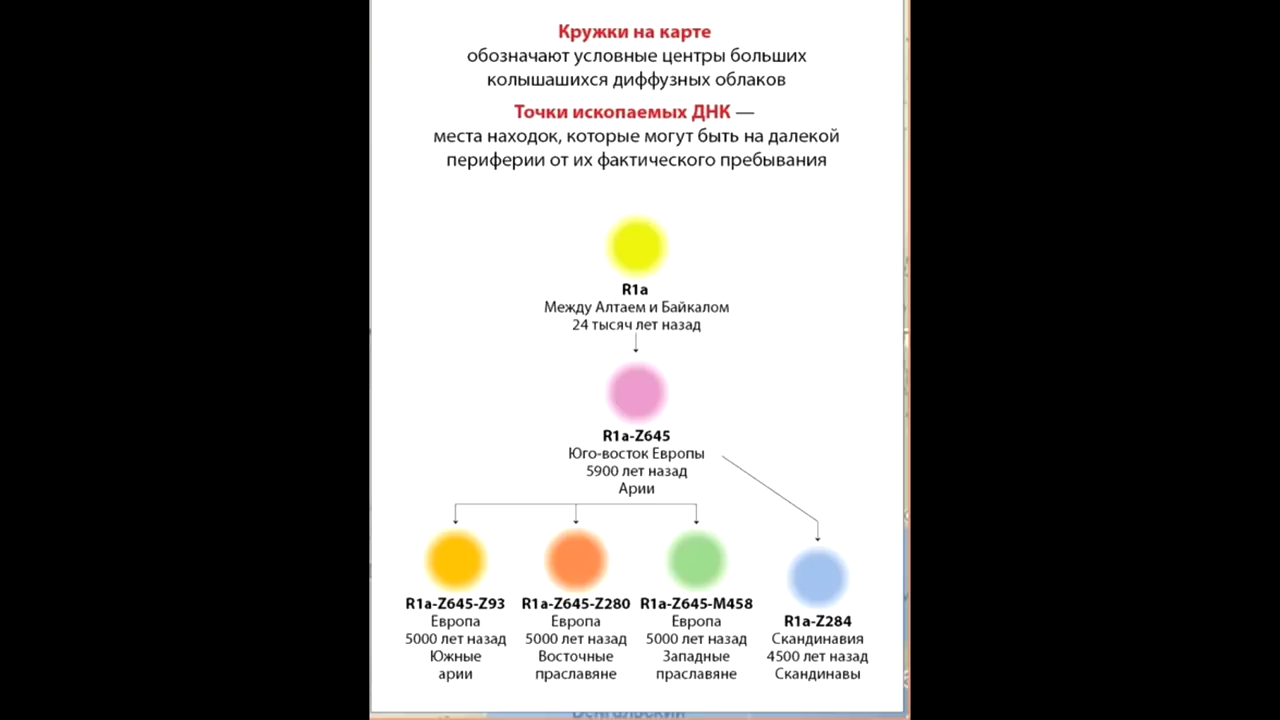 Кружки на карте
обозначают условные центры больших
колышашихся диффузных облаков
Точки ископаемых ДНК —
места находок, которые могут быть на далекой
периферии от их фактического пребывания
R1a
Между Алтаем и Байкалом
24 тысяч лет назад
R1a-Z645
Юго-восток Европы
5900 лет назад
Арии
R1a-Z645-Z93
Европа
5000 лет назад
Южные
арии
R1a-Z645-Z280
Европа
5000 лет назад
Восточные
праславяне
R1a-Z645-M458
Европа
5000 лет назад
Западные
праславяне
R1a-Z284
Скандинавия
4500 лет назад
Скандинавы